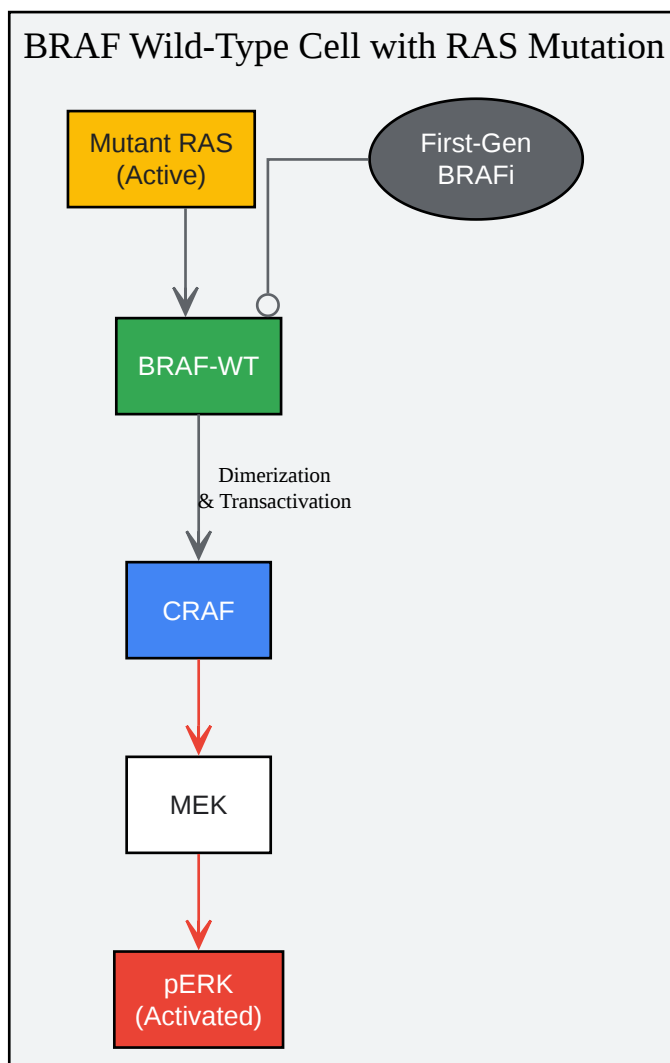 BRAF Wild-Type Cell with RAS Mutation
Mutant RAS
(Active)
First-Gen
BRAFi
BRAF-WT
Dimerization
& Transactivation
CRAF
MEK
pERK
(Activated)